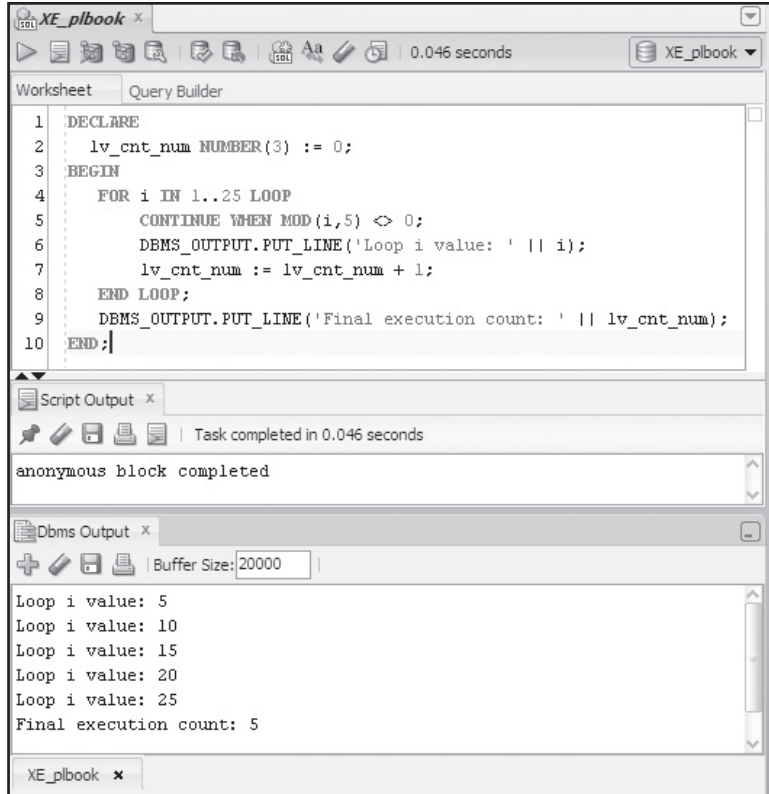 XE_plbook ×
0.046 seconds XE_plbook
Worksheet Query Builder
1 DECLARE
2 lv_cnt_num NUMBER(3) := 0;
3 BEGIN
4 FOR i IN 1..25 LOOP
5 CONTINUE WHEN MOD(i,5) <> 0;
6 DBMS_OUTPUT.PUT_LINE('Loop i value: ' || i);
7 lv_cnt_num := lv_cnt_num + 1;
8 END LOOP;
9 DBMS_OUTPUT.PUT_LINE('Final execution count: ' || lv_cnt_num);
10 END;
Script Output ×
Task completed in 0.046 seconds
anonymous block completed
Dbms Output ×
Buffer Size: 20000
Loop i value: 5
Loop i value: 10
Loop i value: 15
Loop i value: 20
Loop i value: 25
Final execution count: 5
XE_plbook ×